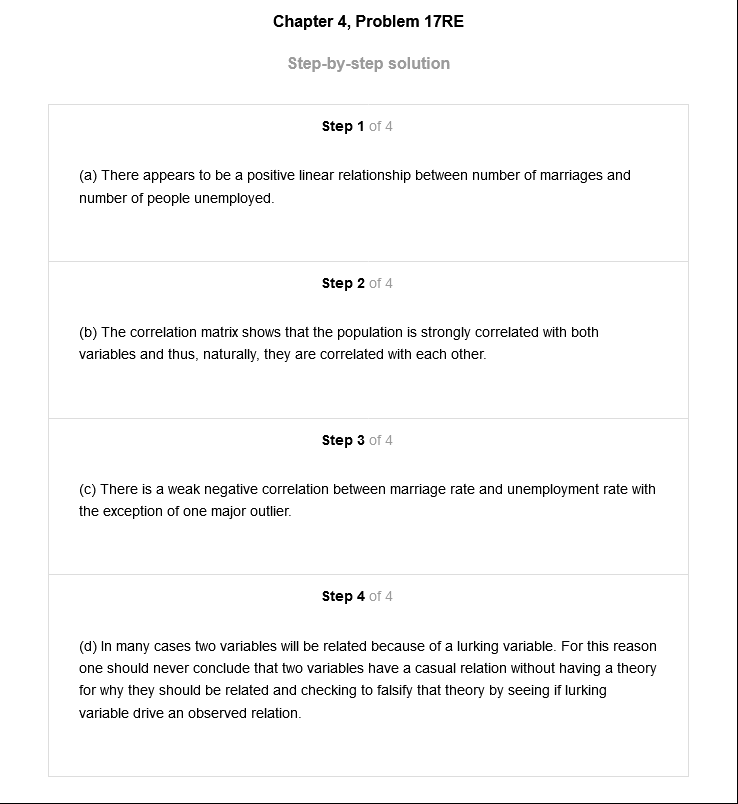 Chapter 4, Problem 17RE
Step-by-step solution
Step 1 of 4
(a) There appears to be a positive linear relationship between number of marriages and
number of people unemployed.
Step 2 of 4
(b) The correlation matrix shows that the population is strongly correlated with both
variables and thus, naturally, they are correlated with each other.
Step 3 of 4
(c) There is a weak negative correlation between marriage rate and unemployment rate with
the exception of one major outlier.
Step 4 of 4
(d) In many cases two variables will be related because of a lurking variable. For this reason
one should never conclude that two variables have a casual relation without having a theory
for why they should be related and checking to falsify that theory by seeing if lurking
variable drive an observed relation.